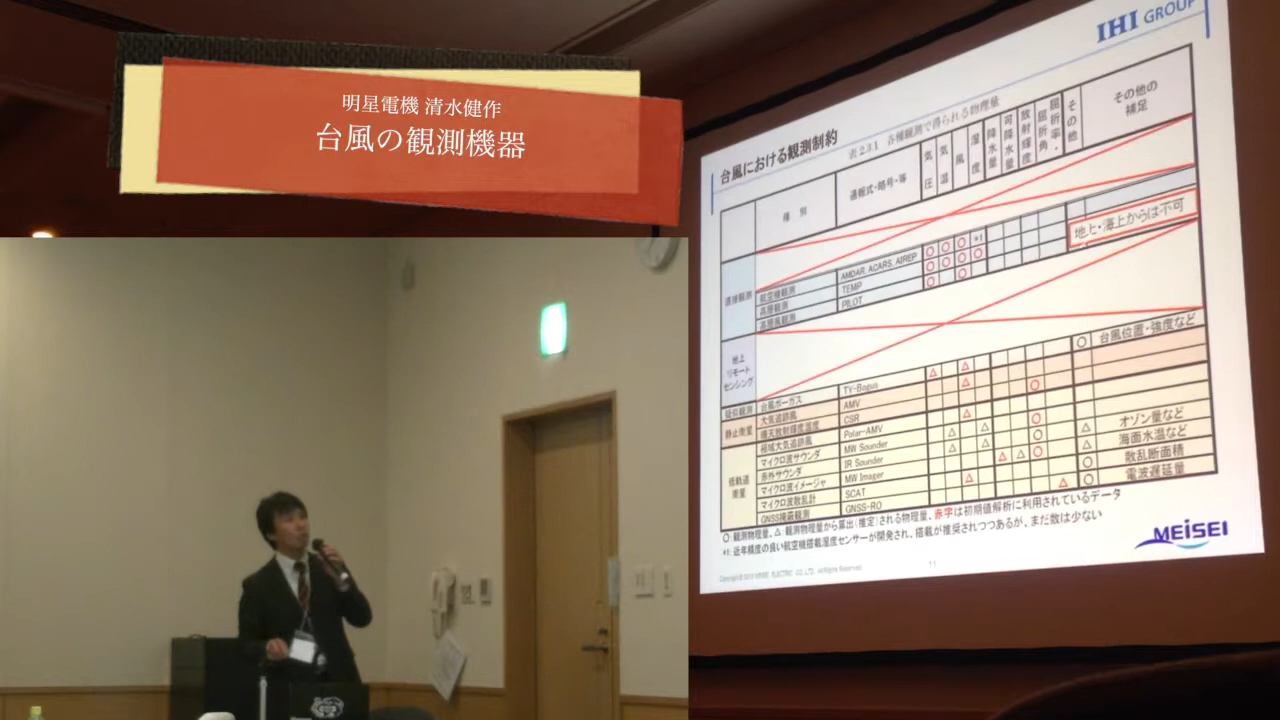 明星電機 清水健作
台風の観測機器
IHI GROUP
台風における観測制約
表 2.3.1 各種観測で得られる物理量
種 別
通報式・略号・等
気圧
気温
風
湿度
降水量
可降水量
放射輝度
屈折率・屈折角
その他
その他の補足
直接観測
航空機観測 AMDAR, ACARS, AIREP ○ ○ ○ *1
高層観測 TEMP ○ ○ ○ ○
高層風観測 PILOT ○ ○
地上・海上からは不可
地上リモートセンシング
疑似観測 台風ボーガス TY-Bogus △ △ ○ 台風位置・強度など
静止衛星 大気追跡風 AMV △
晴天放射輝度温度 CSR ○
低軌道衛星
極域大気追跡風 Polar-AMV △
マイクロ波サウンダ MW Sounder △ △ ○
赤外サウンダ IR Sounder △ △ ○ △ オゾン量など
マイクロ波イメージャ MW Imager △ △ ○ △ 海面水温など
マイクロ波散乱計 SCAT △ ○ 散乱断面積
GNSS掩蔽観測 GNSS-RO △ ○ 電波遅延量
○:観測物理量、△:観測物理量から算出(推定)される物理量、赤字は初期値解析に利用されているデータ
*1:近年精度の良い航空機搭載湿度センサーが開発され、搭載が推奨されつつあるが、まだ数は少ない
11
MEISEI